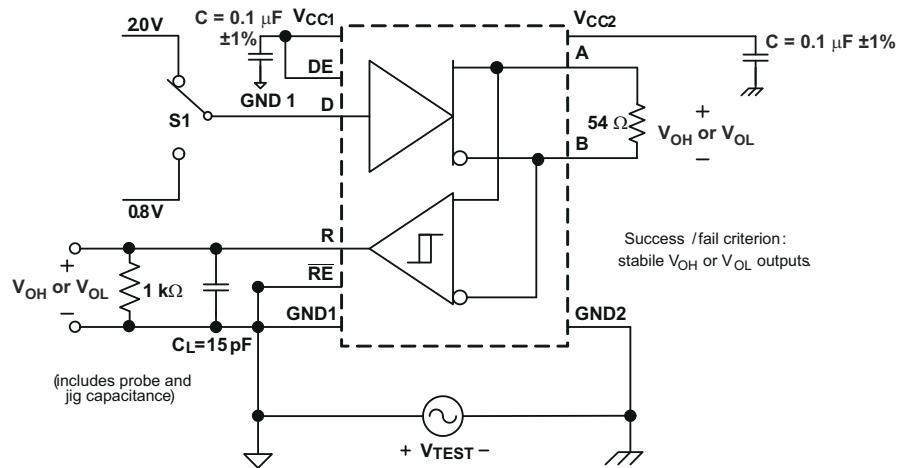 C = 0.1 μF
±1%
VCC1
VCC2
2.0V
DE
GND 1
A
C = 0.1 μF ±1%
D
S1
54 Ω
+
VOH or VOL
–
B
0.8V
R
Success / fail criterion:
stabile VOH or VOL outputs.
+
VOH or VOL
–
1 kΩ
RE
GND1
GND2
CL=15pF
(includes probe and
jig capacitance)
+ VTEST –